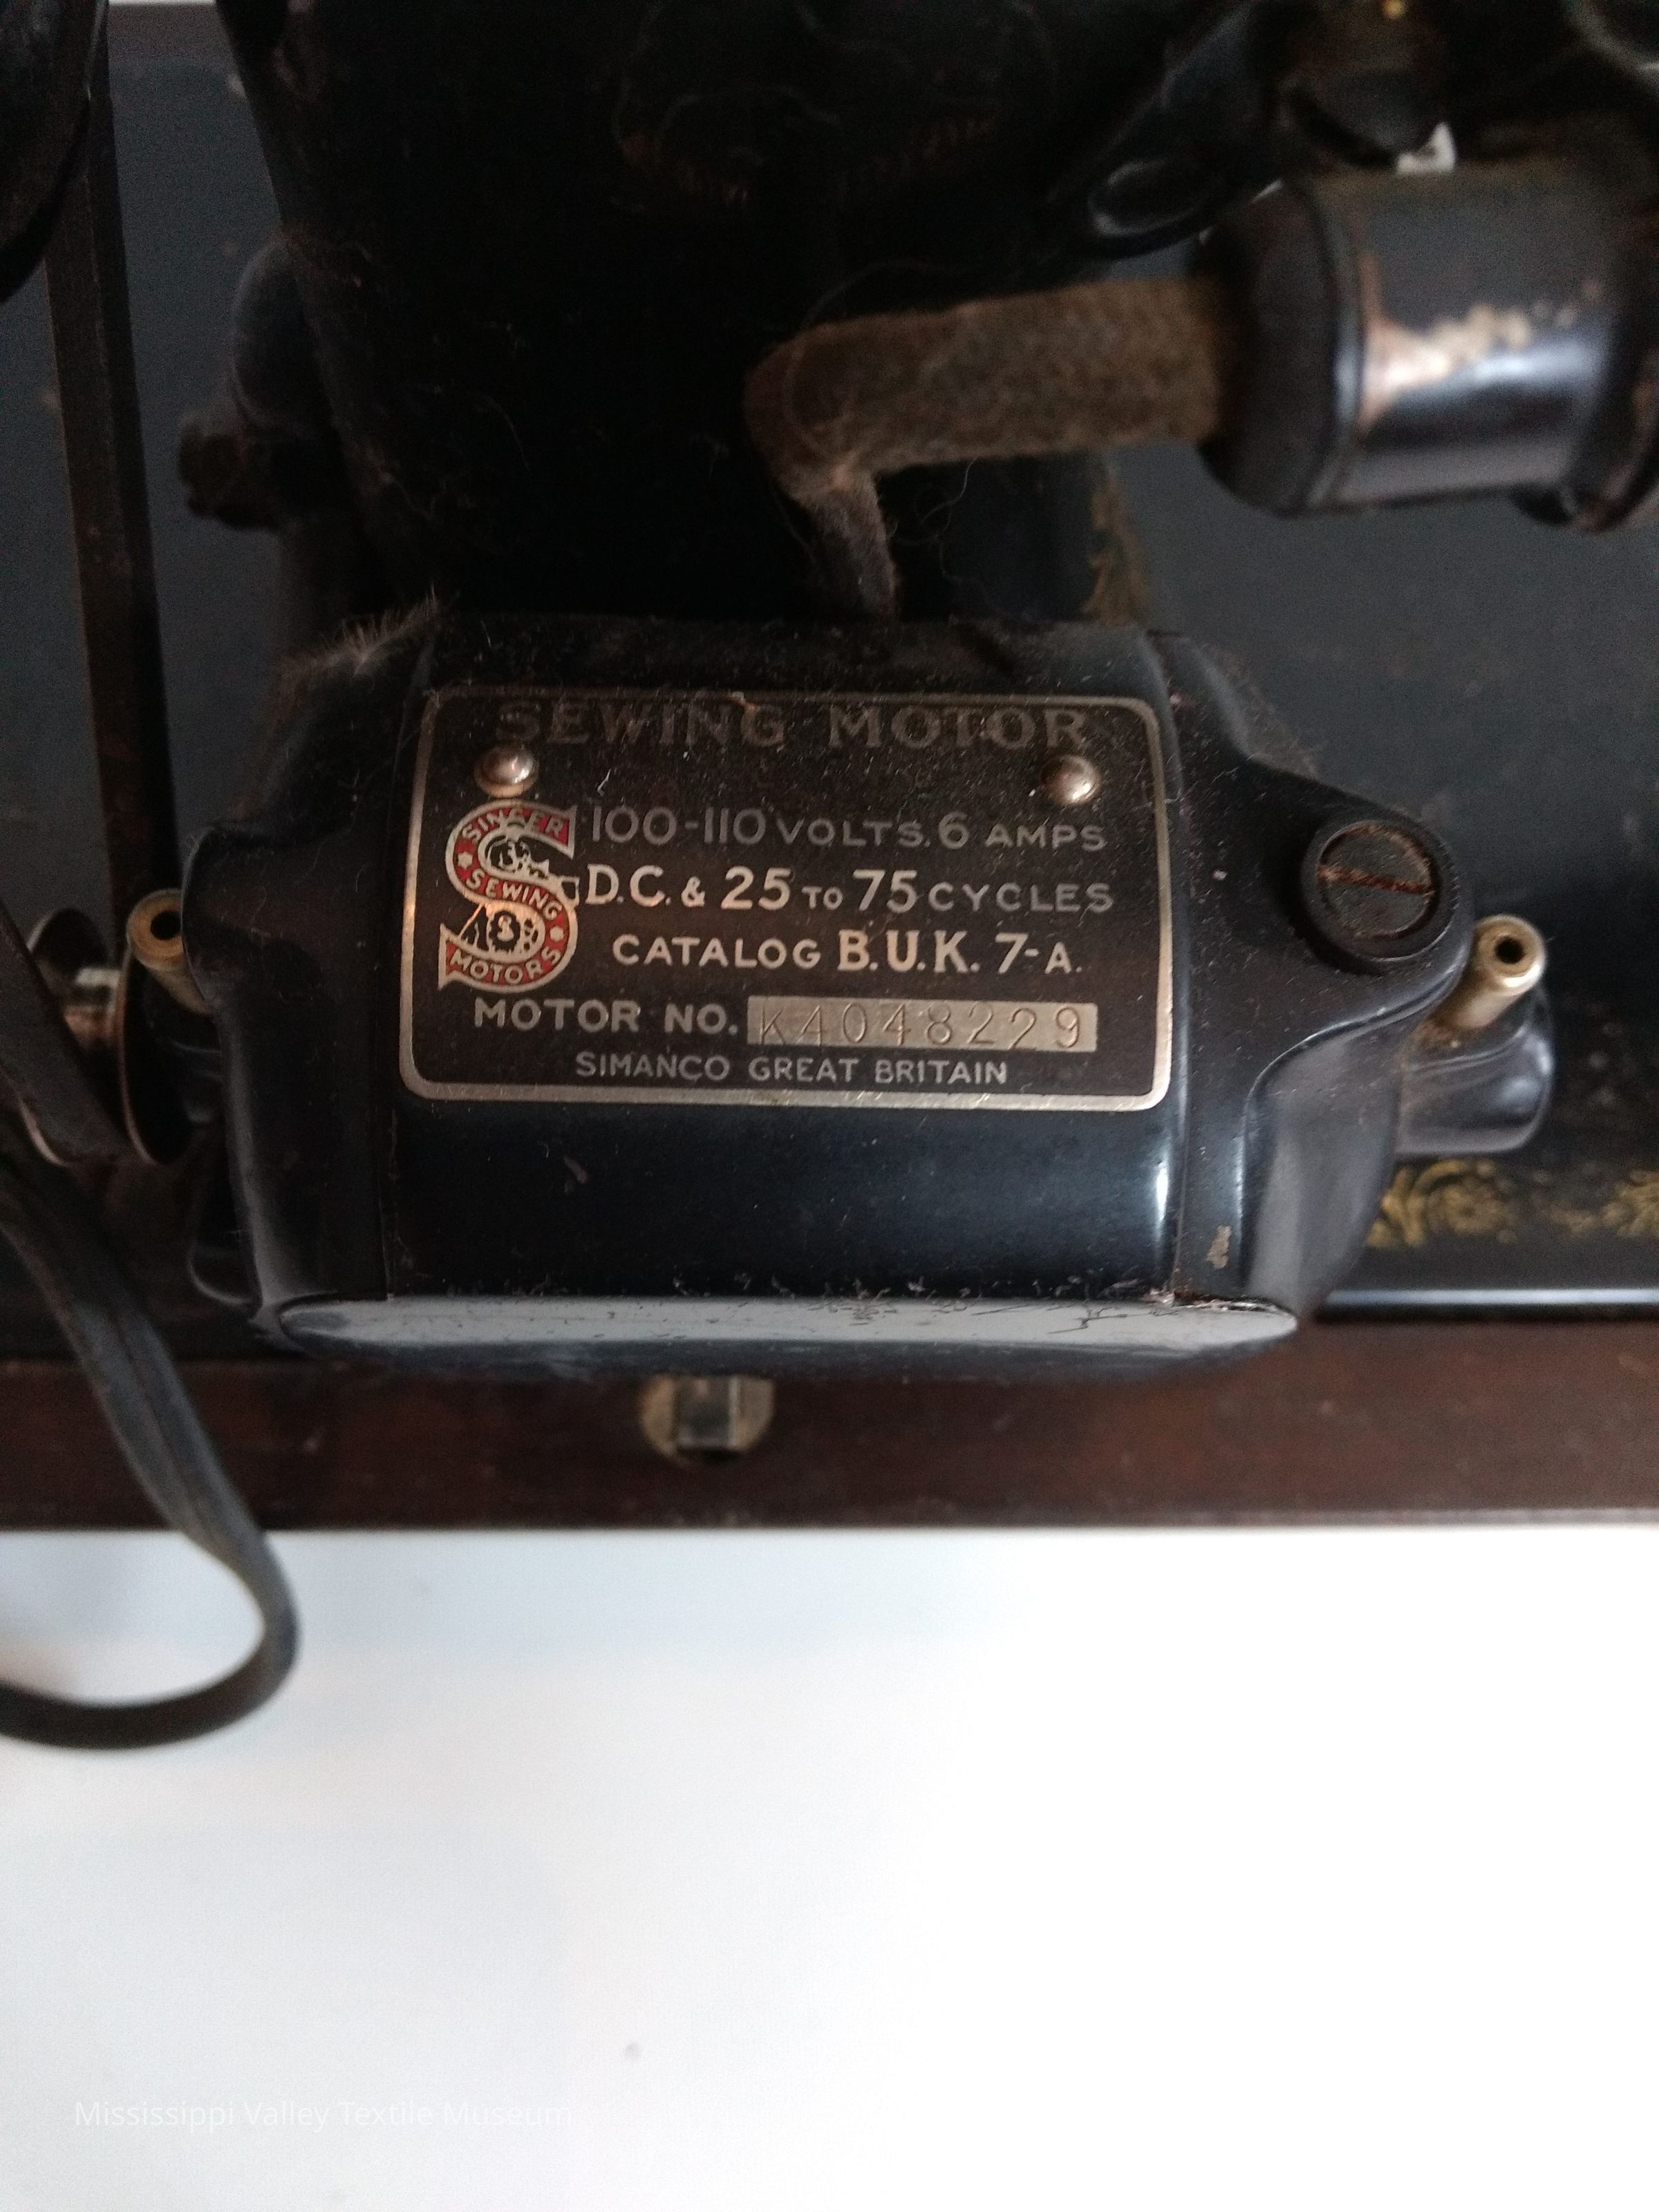 SEWING MOTOR
100-110 VOLTS .6 AMPS
D.C. & 25 TO 75 CYCLES
CATALOG B.U.K. 7-A.
MOTOR NO. K4048229
SIMANCO GREAT BRITAIN
SINGER
SEWING
MOTORS
Mississippi Valley Textile Museum